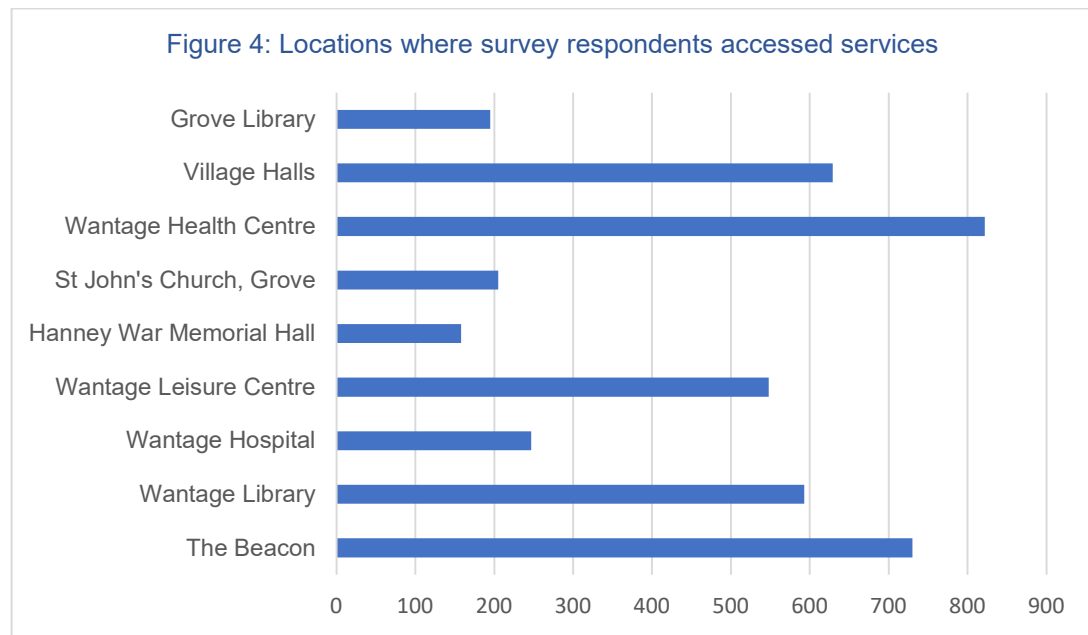 Figure 4: Locations where survey respondents accessed services
Grove Library
Village Halls
Wantage Health Centre
St John's Church, Grove
Hanney War Memorial Hall
Wantage Leisure Centre
Wantage Hospital
Wantage Library
The Beacon
0 100 200 300 400 500 600 700 800 900